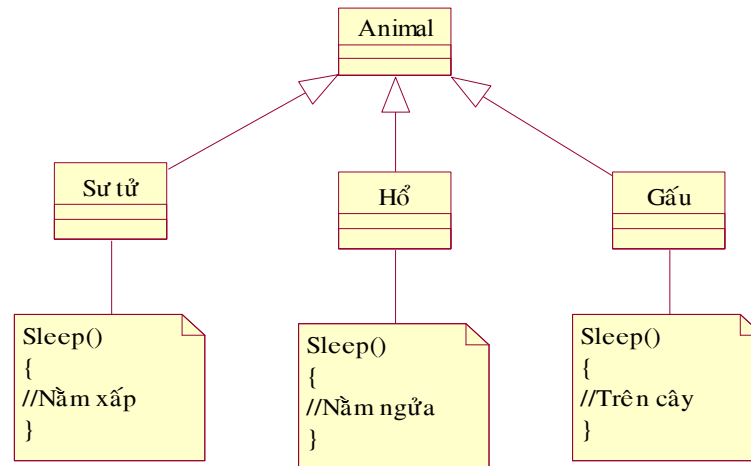 Animal
Sư tử
Hổ
Gấu
Sleep()
{
//Nằm xấp
}
Sleep()
{
//Nằm ngửa
}
Sleep()
{
//Trên cây
}